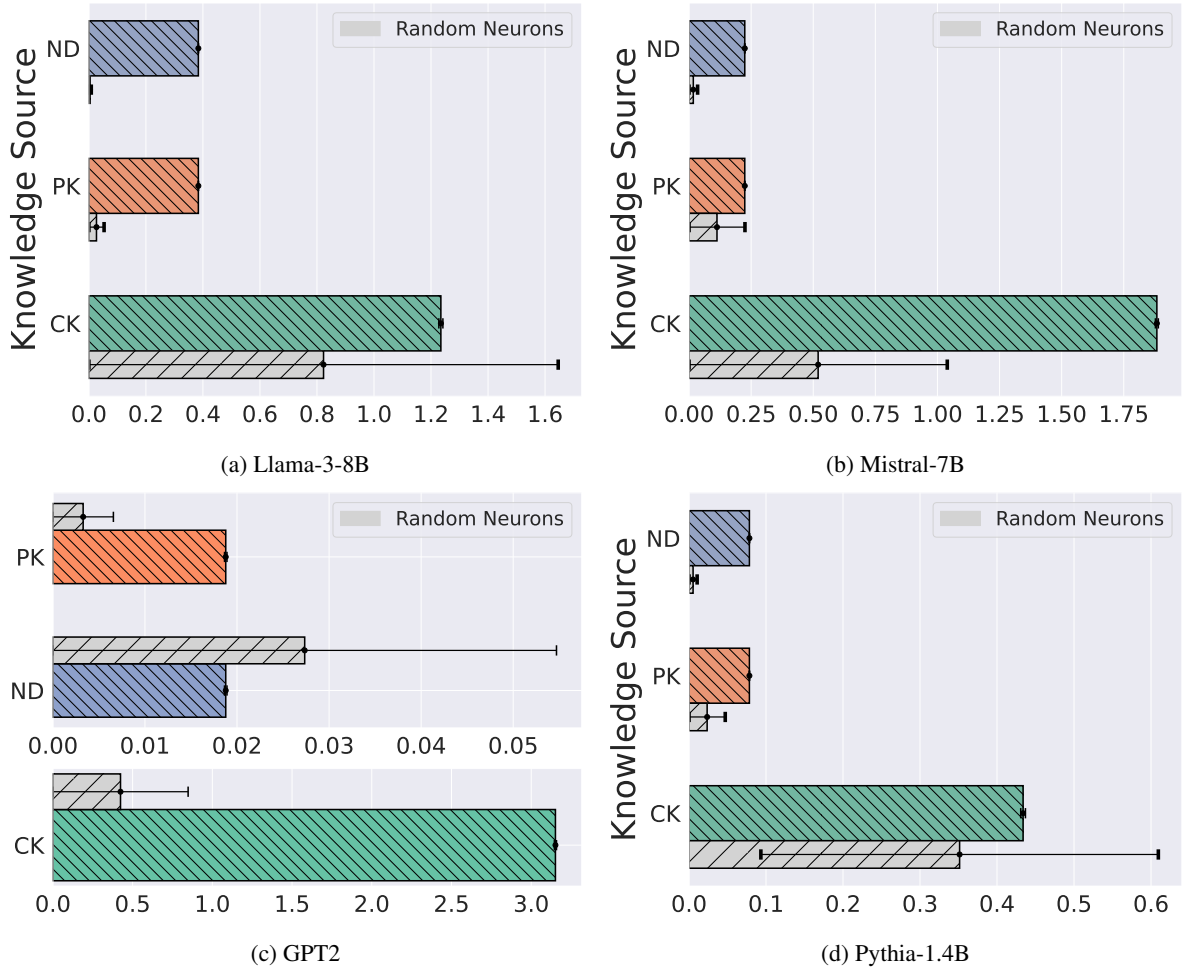 Knowledge Source
ND
PK
CK
Random Neurons
0.0 0.2 0.4 0.6 0.8 1.0 1.2 1.4 1.6
(a) Llama-3-8B
Knowledge Source
ND
PK
CK
Random Neurons
0.00 0.25 0.50 0.75 1.00 1.25 1.50 1.75
(b) Mistral-7B
Random Neurons
PK
ND
0.00 0.01 0.02 0.03 0.04 0.05
CK
0.0 0.5 1.0 1.5 2.0 2.5 3.0
(c) GPT2
Knowledge Source
ND
PK
CK
Random Neurons
0.0 0.1 0.2 0.3 0.4 0.5 0.6
(d) Pythia-1.4B